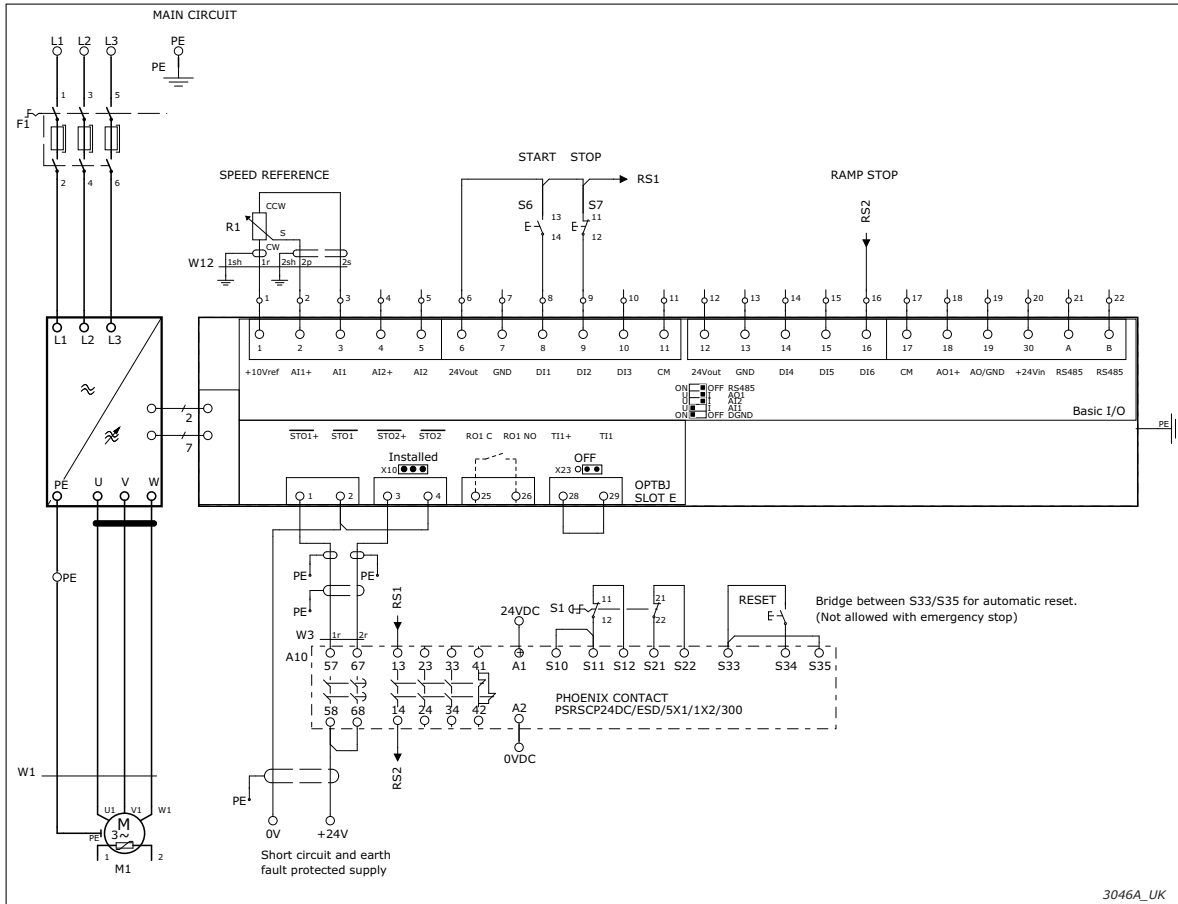 MAIN CIRCUIT
L1 L2 L3 PE
PE
1 3 5
F1
2 4 6
SPEED REFERENCE
START STOP
RS1
RAMP STOP
RS2
CCW
R1
S
CW
S6 13 14
S7 11 12
W12 1sh 1r 2sh 2p 2s
1 2 3 4 5 6 7 8 9 10 11 12 13 14 15 16 17 18 19 20 21 22
L1 L2 L3
1 2 3 4 5 6 7 8 9 10 11 12 13 14 15 16 17 18 19 30 A B
+10Vref AI1+ AI1 AI2+ AI2 24Vout GND DI1 DI2 DI3 CM 24Vout GND DI4 DI5 DI6 CM AO1+ AO/GND +24Vin RS485 RS485
ON OFF RS485
U I AO1
U I AI2
U I AI1
ON OFF DGND
Basic I/O
2
7
PE
STO1+ STO1 STO2+ STO2 RO1 C RO1 NO TI1+ TI1
Installed
X10
OFF
X23
OPTBJ
SLOT E
PE U V W
1 2 3 4 25 26 28 29
PE
PE PE
PE
RS1
24VDC
S1 11 12 21 22
RESET
Bridge between S33/S35 for automatic reset.
(Not allowed with emergency stop)
W3 1r 2r
A10
57 67 13 23 33 41 A1 S10 S11 S12 S21 S22 S33 S34 S35
PHOENIX CONTACT
PSRSCP24DC/ESD/5X1/1X2/300
58 68 14 24 34 42 A2
RS2
0VDC
W1
PE
U1 V1 W1
M
3~
PE
1 2
M1
0V +24V
Short circuit and earth
fault protected supply
3046A_UK